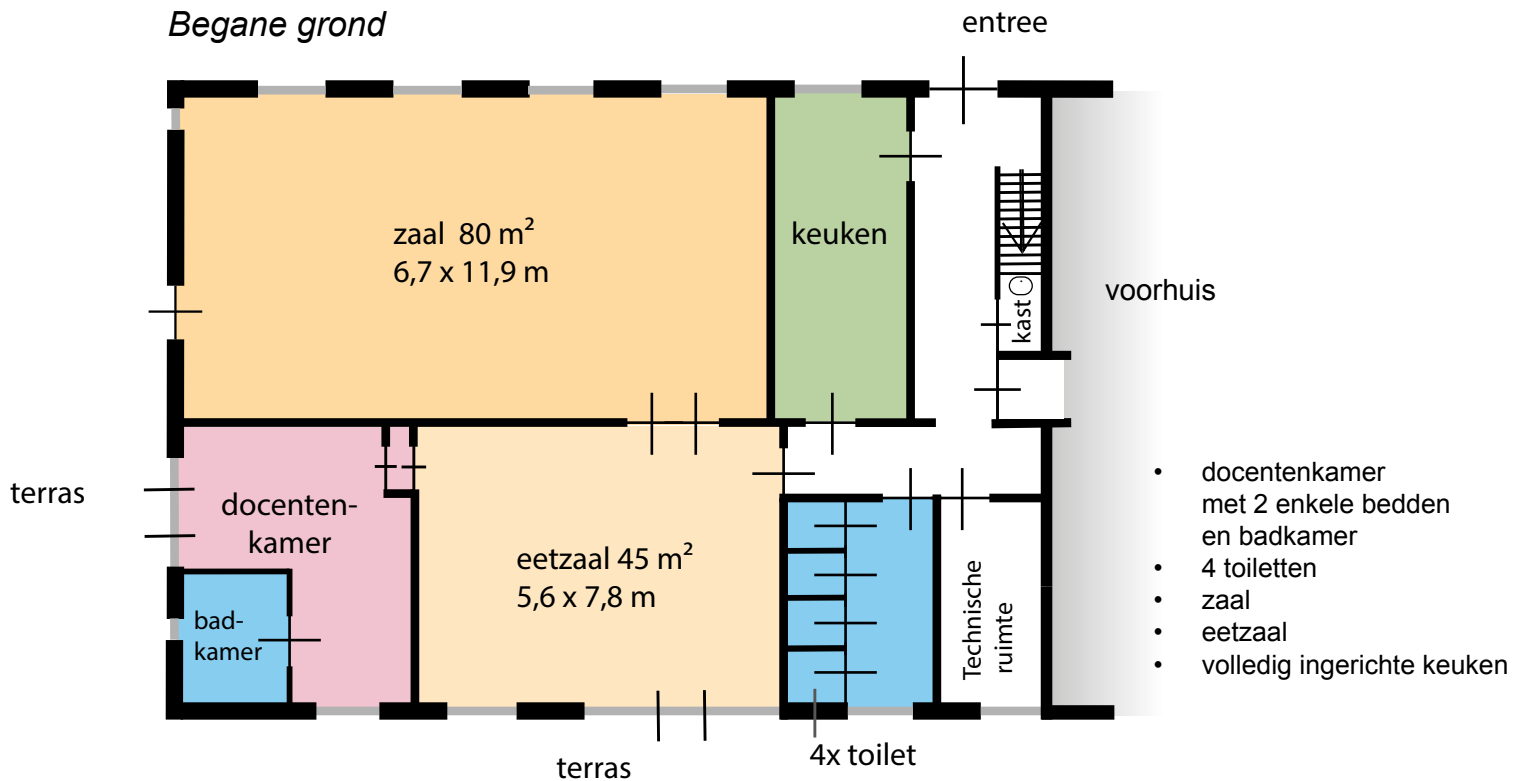 Begane grond
entree
zaal 80 m²
6,7 x 11,9 m
keuken
kast
voorhuis
terras
docenten-
kamer
eetzaal 45 m²
5,6 x 7,8 m
bad-
kamer
Technische
ruimte
• docentenkamer
met 2 enkele bedden
en badkamer
• 4 toiletten
• zaal
• eetzaal
• volledig ingerichte keuken
terras
4x toilet